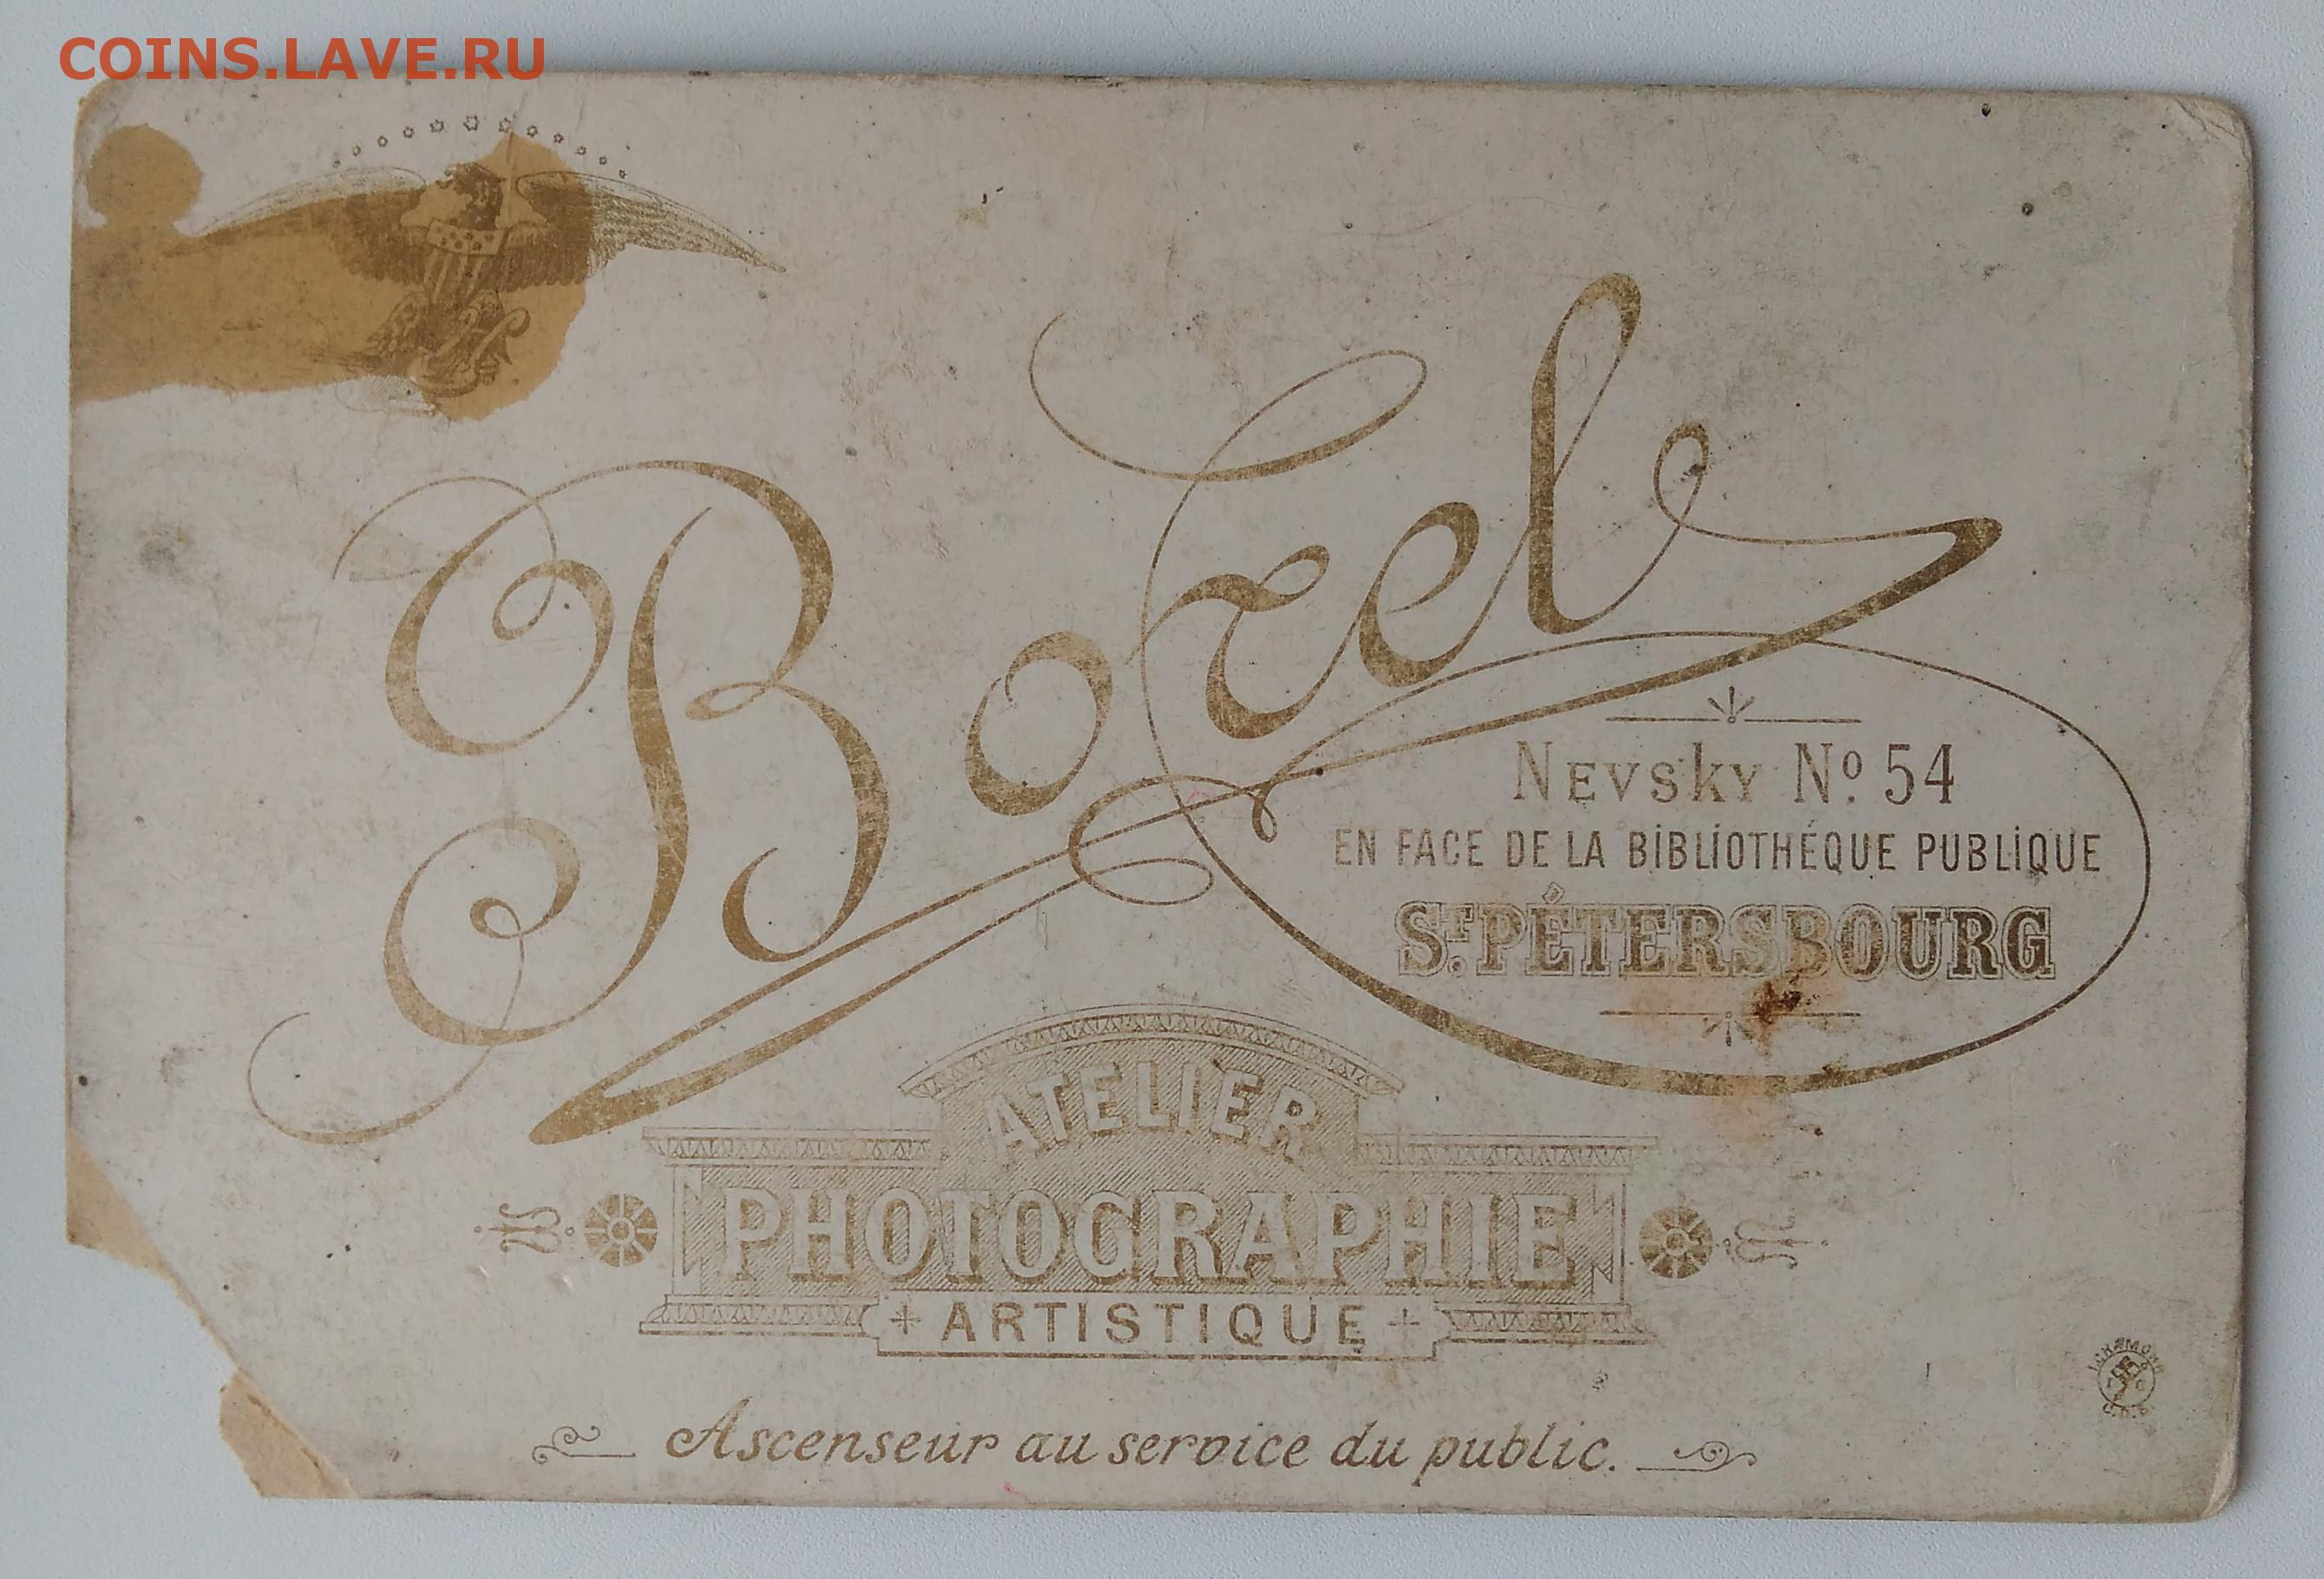 COINS.LAVE.RU
Borel
NEVSKY Nº 54
EN FACE DE LA BIBLIOTHÉQUE PUBLIQUE
ST. PÉTERSBOURG
ATELIER
PHOTOGRAPHIE
ARTISTIQUE
Ascenseur au service du public.